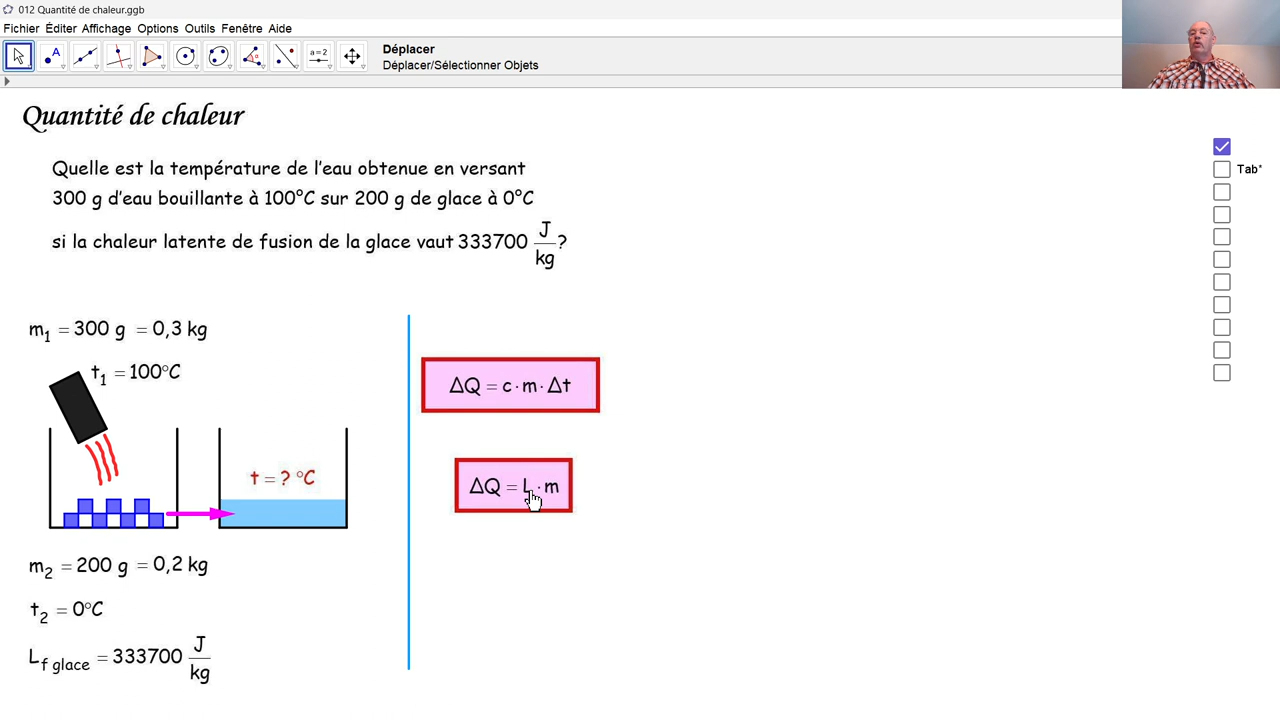 012 Quantité de chaleur.ggb
Fichier Éditer Affichage Options Outils Fenêtre Aide
A
a=2
Déplacer
Déplacer/Sélectionner Objets
Quantité de chaleur
Quelle est la température de l'eau obtenue en versant
300 g d'eau bouillante à 100°C sur 200 g de glace à 0°C
si la chaleur latente de fusion de la glace vaut 333700 J/kg ?
Tab*
m₁ = 300 g = 0,3 kg
t₁ = 100°C
t = ? °C
m₂ = 200 g = 0,2 kg
t₂ = 0°C
L_f glace = 333700 J/kg
ΔQ = c · m · Δt
ΔQ = L · m